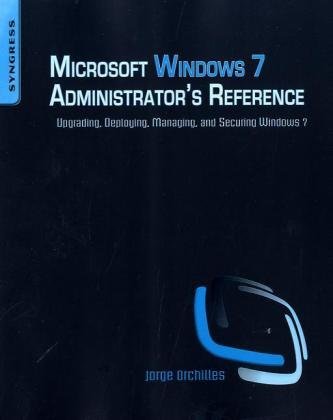 SYNGRESS
MICROSOFT WINDOWS 7
ADMINISTRATOR'S REFERENCE
Upgrading, Deploying, Managing, and Securing Windows 7
Jorge Orchilles